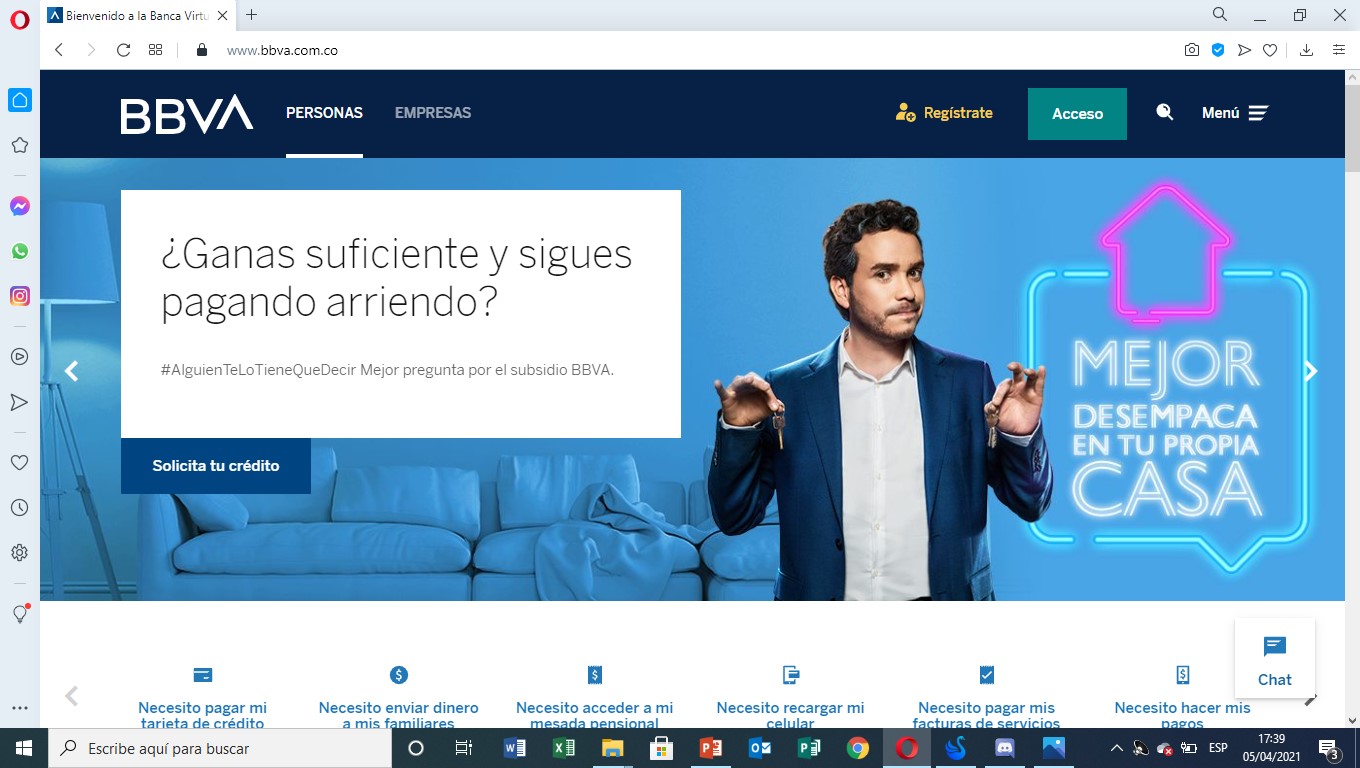 Bienvenido a la Banca Virtu
www.bbva.com.co
BBVA
PERSONAS
EMPRESAS
Regístrate
Acceso
Menú
¿Ganas suficiente y sigues
pagando arriendo?
#AlguienTeLoTieneQueDecir Mejor pregunta por el subsidio BBVA.
Solicita tu crédito
MEJOR
DESEMPACA
EN TU PROPIA
CASA
Chat
Necesito pagar mi
tarjeta de crédito
Necesito enviar dinero
a mis familiares
Necesito acceder a mi
mesada pensional
Necesito recargar mi
celular
Necesito pagar mis
facturas de servicios
Necesito hacer mis
pagos
Escribe aquí para buscar
ESP
17:39
05/04/2021
3